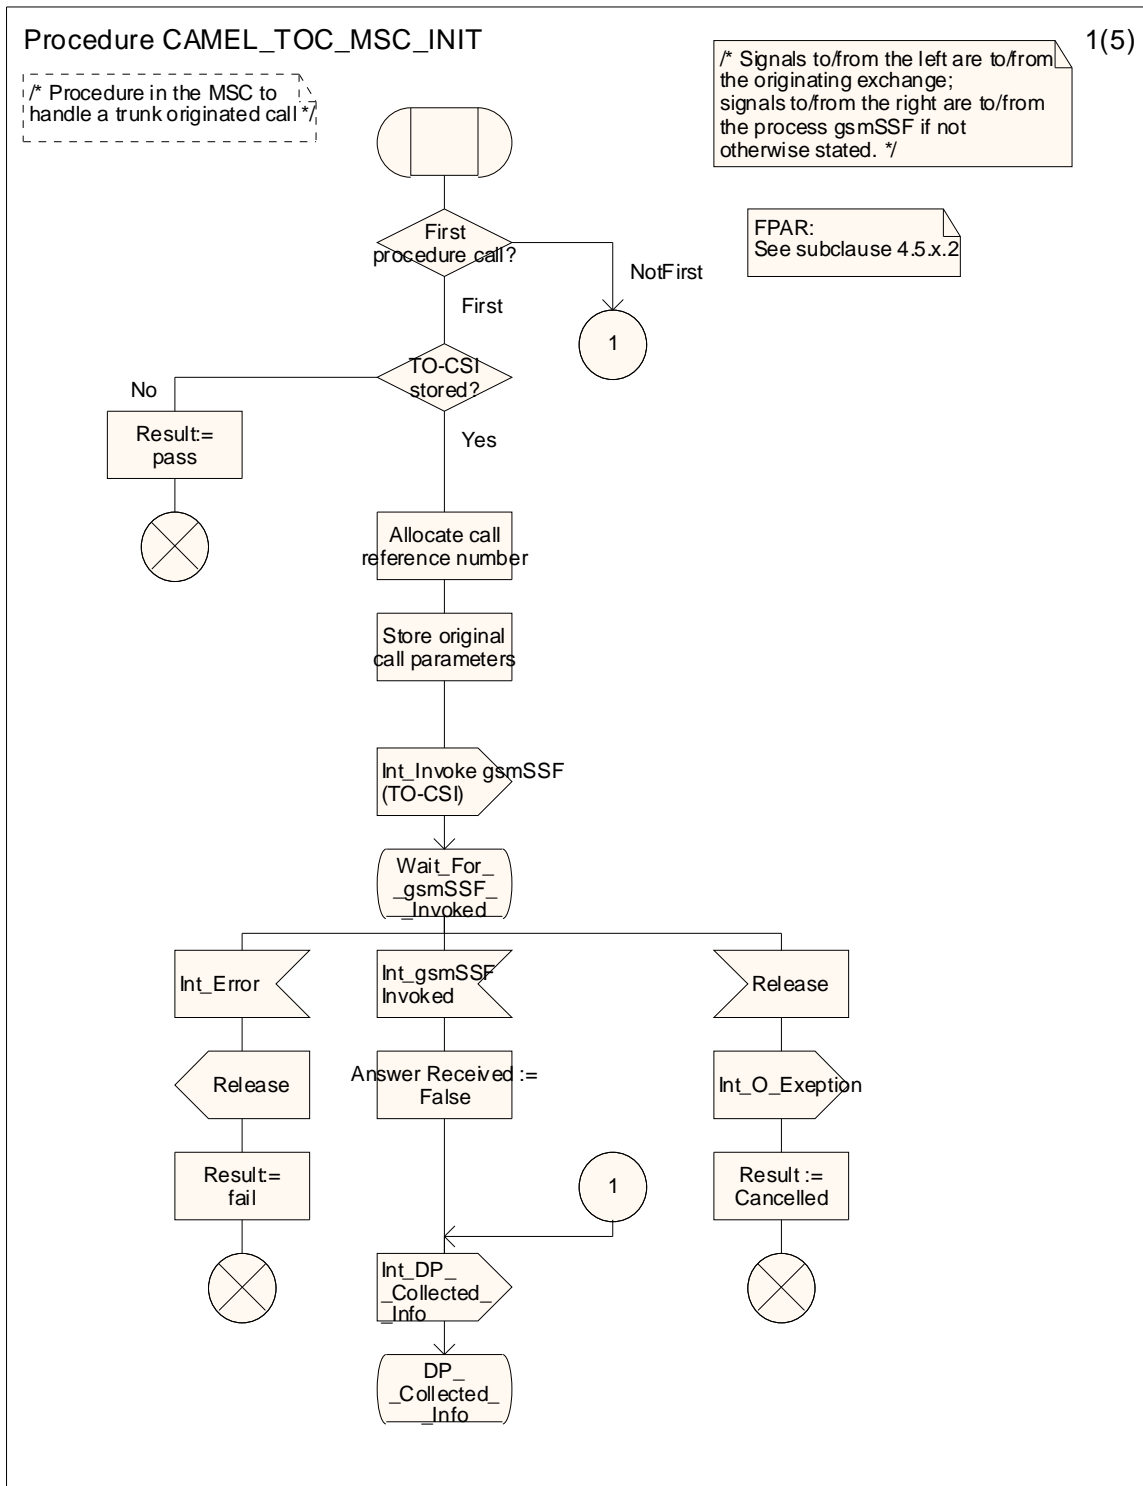 Procedure CAMEL_TOC_MSC_INIT
1(5)
/* Procedure in the MSC to
handle a trunk originated call */
/* Signals to/from the left are to/from
the originating exchange;
signals to/from the right are to/from
the process gsmSSF if not
otherwise stated. */
FPAR:
See subclause 4.5.x.2
First
procedure call?
NotFirst
First
1
TO-CSI
stored?
No
Yes
Result:=
pass
Allocate call
reference number
Store original
call parameters
Int_Invoke gsmSSF
(TO-CSI)
Wait_For_
_gsmSSF_
_Invoked
Int_Error
Int_gsmSSF
Invoked
Release
Release
Answer Received :=
False
Int_O_Exeption
Result:=
fail
1
Result :=
Cancelled
Int_DP_
_Collected_
_Info
DP_
_Collected_
_Info